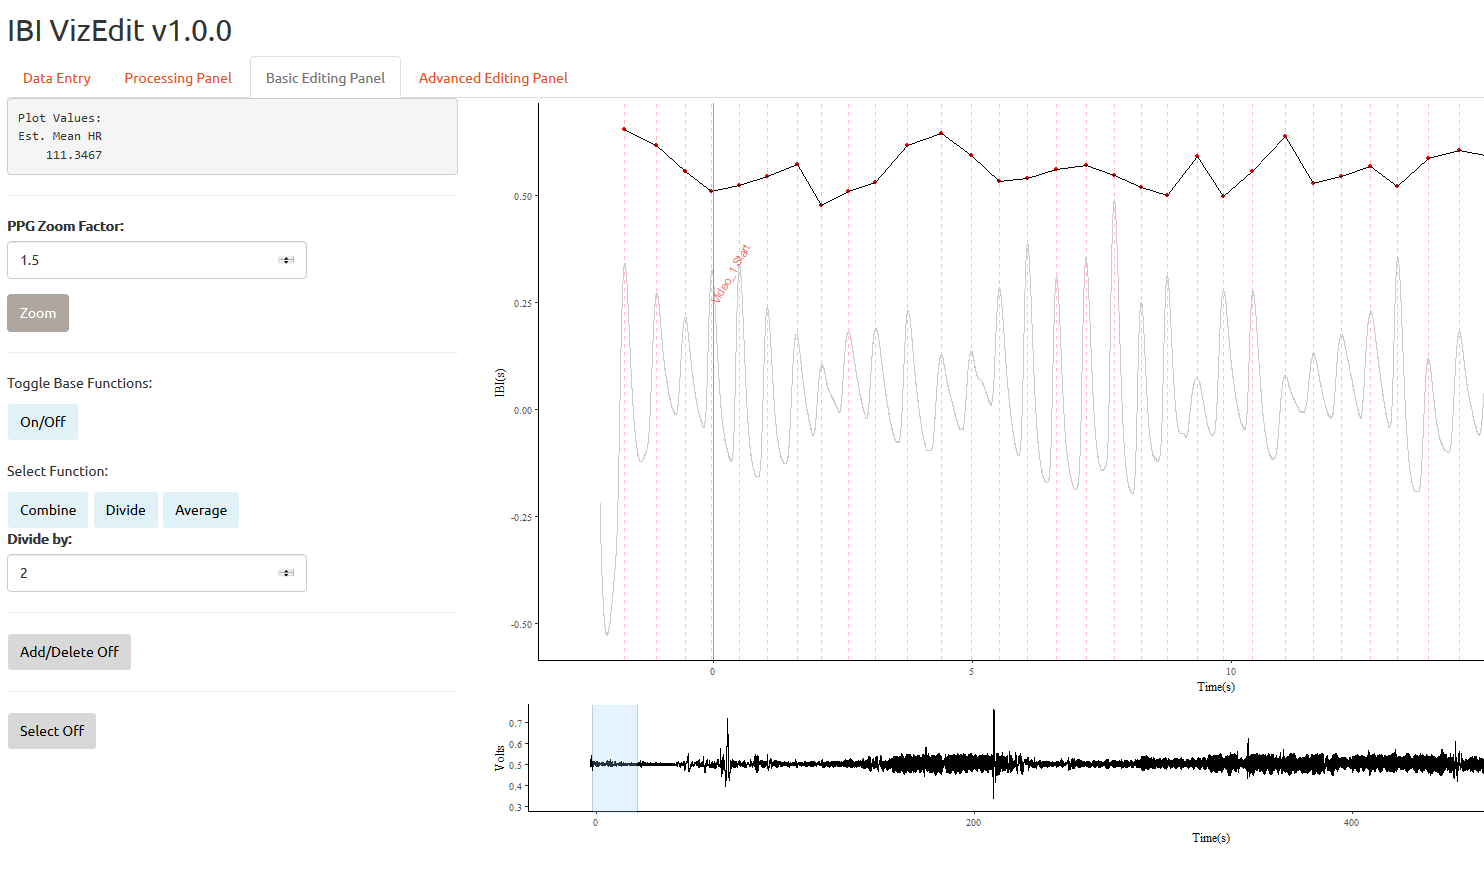 IBI VizEdit v1.0.0
Data Entry Processing Panel Basic Editing Panel Advanced Editing Panel
Plot Values:
Est. Mean HR
111.3467
PPG Zoom Factor:
1.5
Zoom
Toggle Base Functions:
On/Off
Select Function:
Combine Divide Average
Divide by:
2
Add/Delete Off
Select Off
0.50
0.25
0.00
-0.25
-0.50
IBI(s)
Video_1 Start
0 5 10
Time(s)
0.7
0.6
0.5
0.4
0.3
Volts
0 200 400
Time(s)